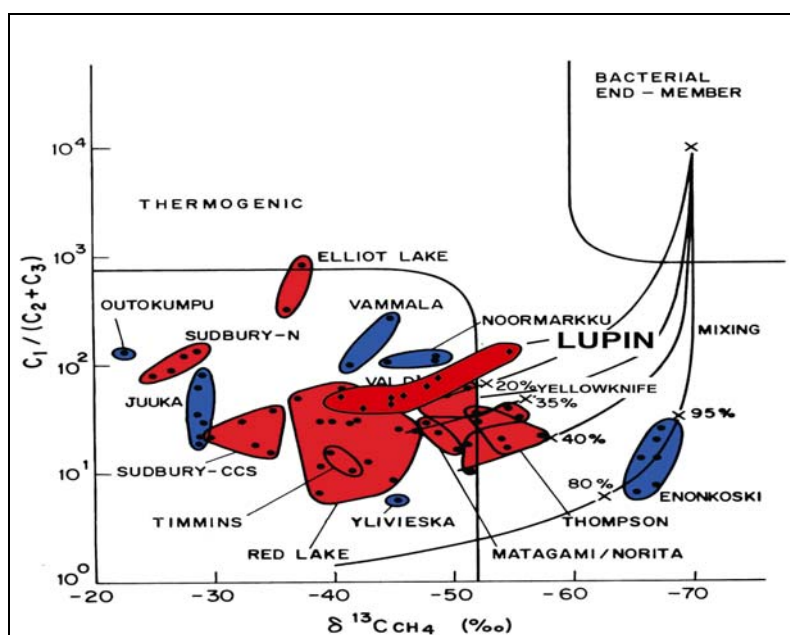 BACTERIAL
END – MEMBER
10⁴
THERMOGENIC
10³
ELLIOT LAKE
OUTOKUMPU
VAMMALA
NOORMARKKU
SUDBURY-N
LUPIN
MIXING
10²
VAL D'
20%
YELLOWKNIFE
35%
JUUKA
95%
40%
SUDBURY-CCS
10¹
80%
ENONKOSKI
TIMMINS
YLIVIESKA
THOMPSON
RED LAKE
MATAGAMI/NORITA
10⁰
C₁ / (C₂ + C₃)
-20 -30 -40 -50 -60 -70
δ ¹³C CH₄ (‰)